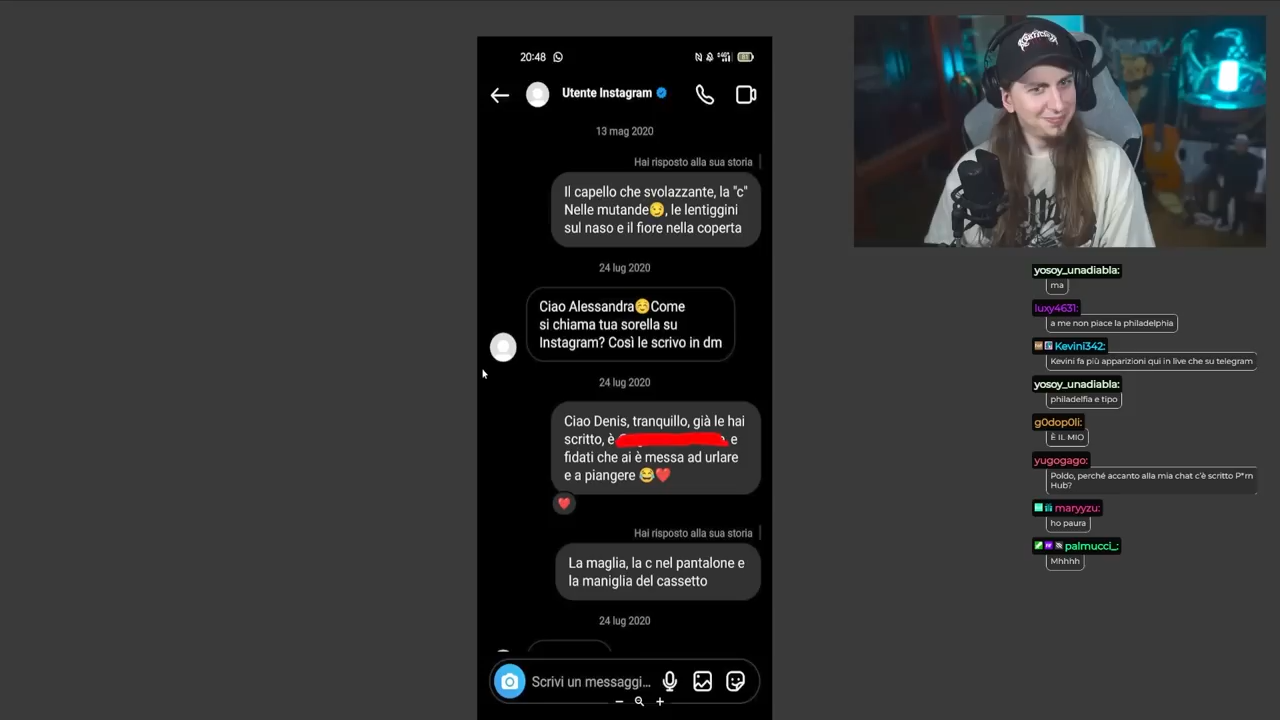 20:48
Utente Instagram
13 mag 2020
Hai risposto alla sua storia
Il capello che svolazzante, la "c"
Nelle mutande😏, le lentiggini
sul naso e il fiore nella coperta
24 lug 2020
Ciao Alessandra☺️Come
si chiama tua sorella su
Instagram? Così le scrivo in dm
24 lug 2020
Ciao Denis, tranquillo, già le hai
scritto, è e
fidati che ai è messa ad urlare
e a piangere 😂❤️
❤️
Hai risposto alla sua storia
La maglia, la c nel pantalone e
la maniglia del cassetto
24 lug 2020
Scrivi un messaggi...
yosoy_unadiabla:
ma
luxy4631:
a me non piace la philadelphia
Kevini342:
Kevini fa più apparizioni qui in live che su telegram
yosoy_unadiabla:
philadelfia e tipo
g0dop0li:
È IL MIO
yugogago:
Poldo, perché accanto alla mia chat c'è scritto P*rn
Hub?
maryyzu:
ho paura
palmucci_:
Mhhhh